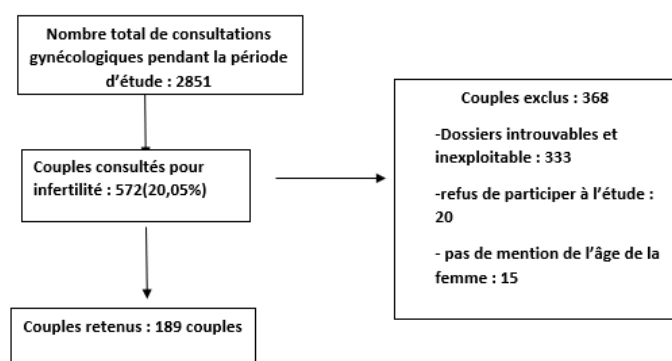 Nombre total de consultations
gynécologiques pendant la période
d'étude : 2851
Couples consultés pour
infertilité : 572(20,05%)
Couples exclus : 368
-Dossiers introuvables et
inexploitable : 333
-refus de participer à l'étude :
20
- pas de mention de l'âge de la
femme : 15
Couples retenus : 189 couples